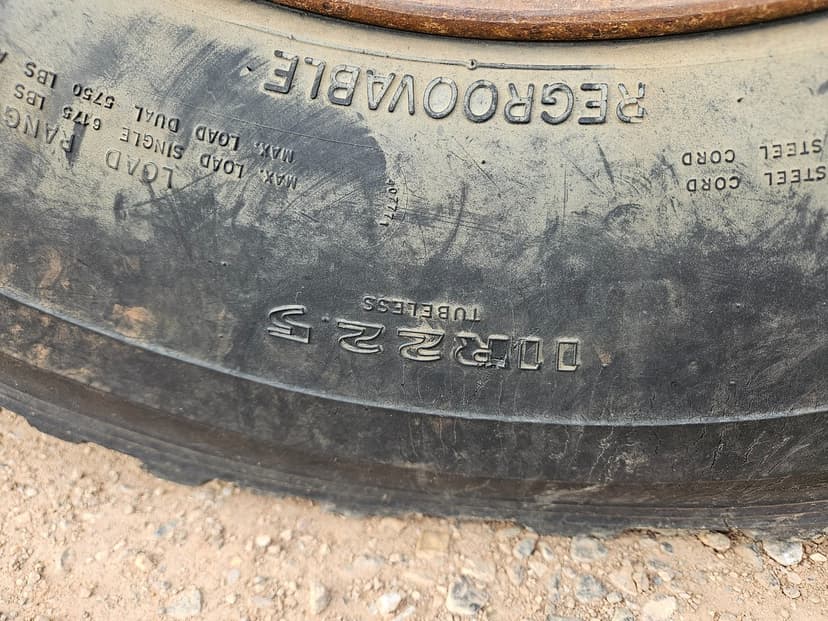 11R22.5
TUBELESS
LOAD RANG
MAX. LOAD SINGLE 6175 LBS
MAX. LOAD DUAL 5750 LBS A
STEEL CORD
STEEL CORD
REGROOVABLE